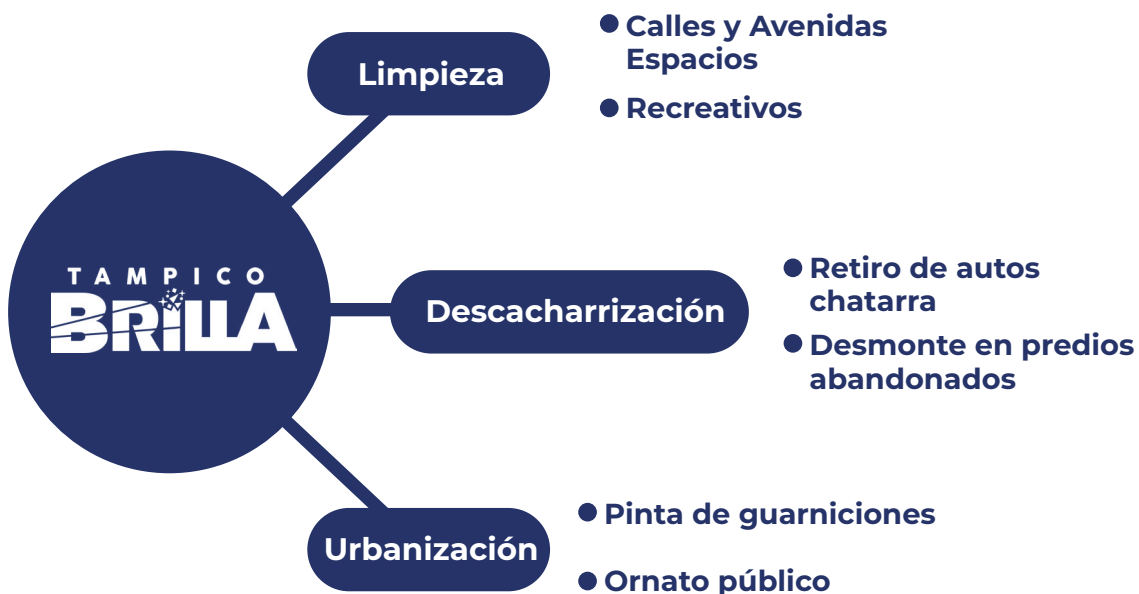 TAMPICO
BRILLA
Limpieza
Calles y Avenidas
Espacios
Recreativos
Descacharrización
Retiro de autos
chatarra
Desmonte en predios
abandonados
Urbanización
Pinta de guarniciones
Ornato público